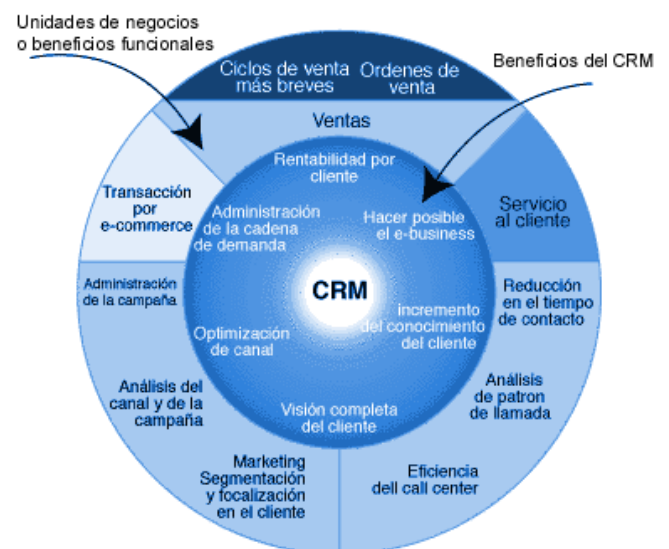 Unidades de negocios
o beneficios funcionales
Beneficios del CRM
Ciclos de venta
más breves
Ordenes de
venta
Ventas
Rentabilidad por
cliente
Transacción
por
e-commerce
Administración
de la cadena
de demanda
Hacer posible
el e-business
Servicio
al cliente
Administración
de la campaña
CRM
Reducción
en el tiempo
de contacto
incremento
del conocimiento
del cliente
Optimización
de canal
Análisis del
canal y de la
campaña
Análisis
de patron
de llamada
Visión completa
del cliente
Marketing
Segmentación
y focalización
en el cliente
Eficiencia
dell call center